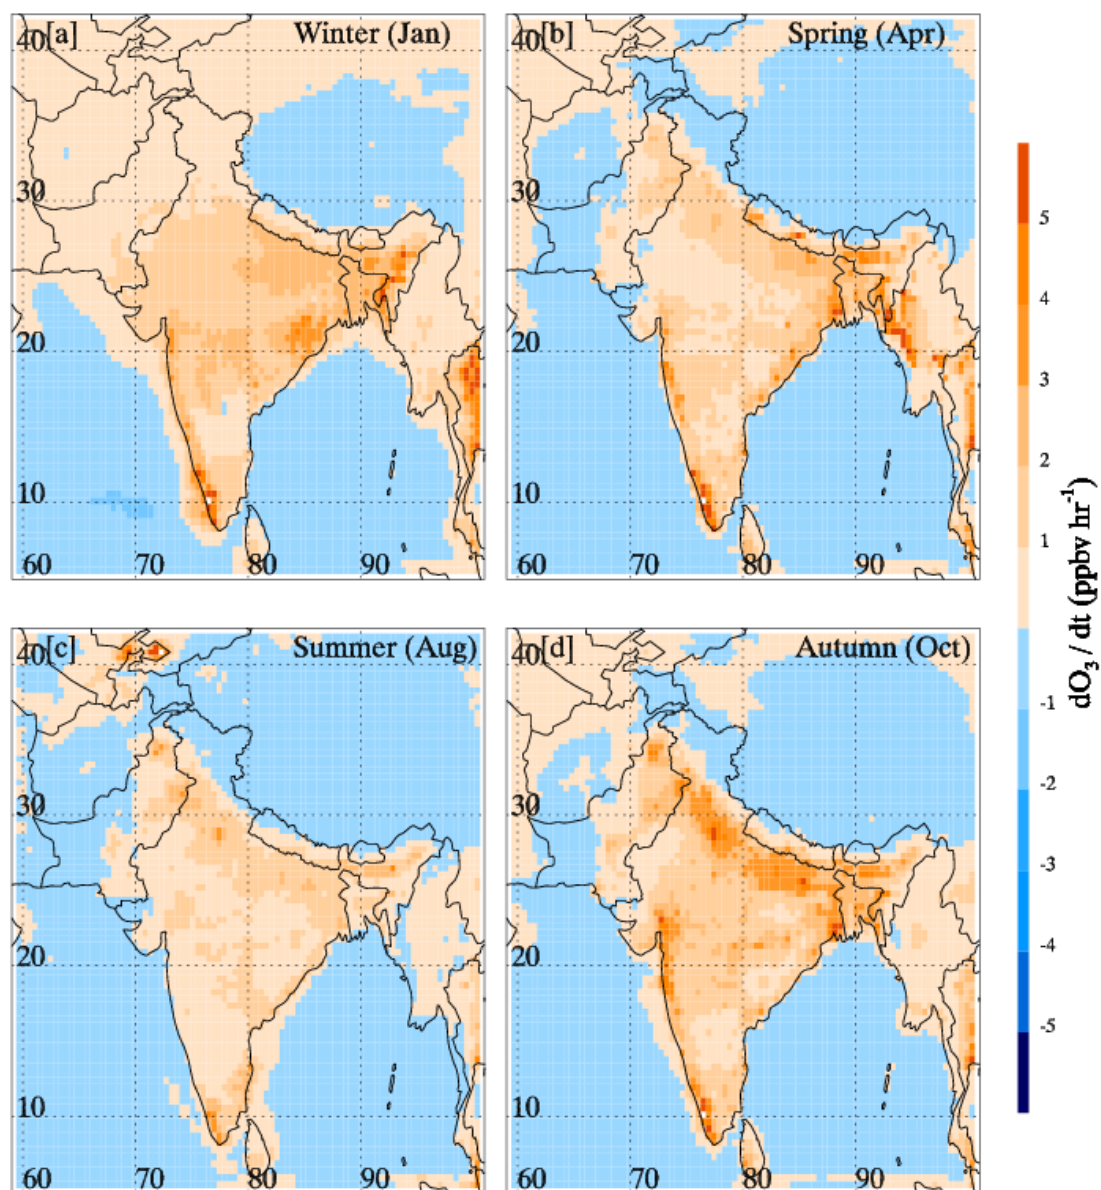 40[a] Winter (Jan)
30
20
10
60 70 80 90
40[b] Spring (Apr)
30
20
10
60 70 80 90
40[c] Summer (Aug)
30
20
10
60 70 80 90
40[d] Autumn (Oct)
30
20
10
60 70 80 90
5
4
3
2
1
-1
-2
-3
-4
-5
dO₃ / dt (ppbv hr⁻¹)